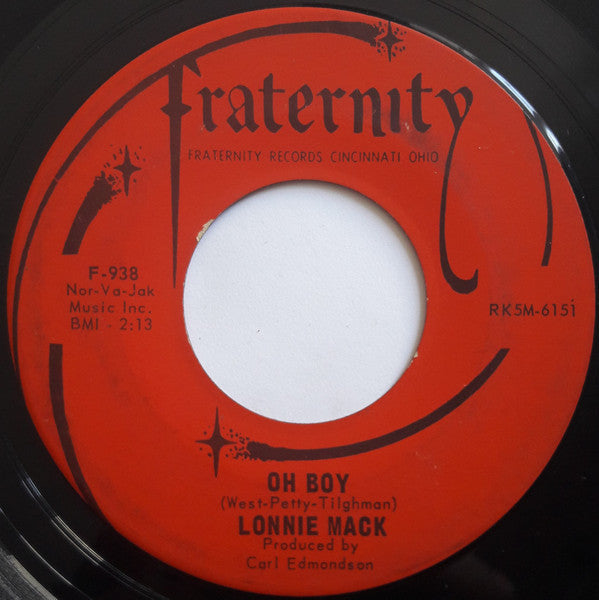 Fraternity
FRATERNITY RECORDS CINCINNATI OHIO
F-938
Nor-Va-Jak
Music Inc.
BMI - 2:13
RK5M-6151
OH BOY
(West-Petty-Tilghman)
LONNIE MACK
Produced by
Carl Edmondson